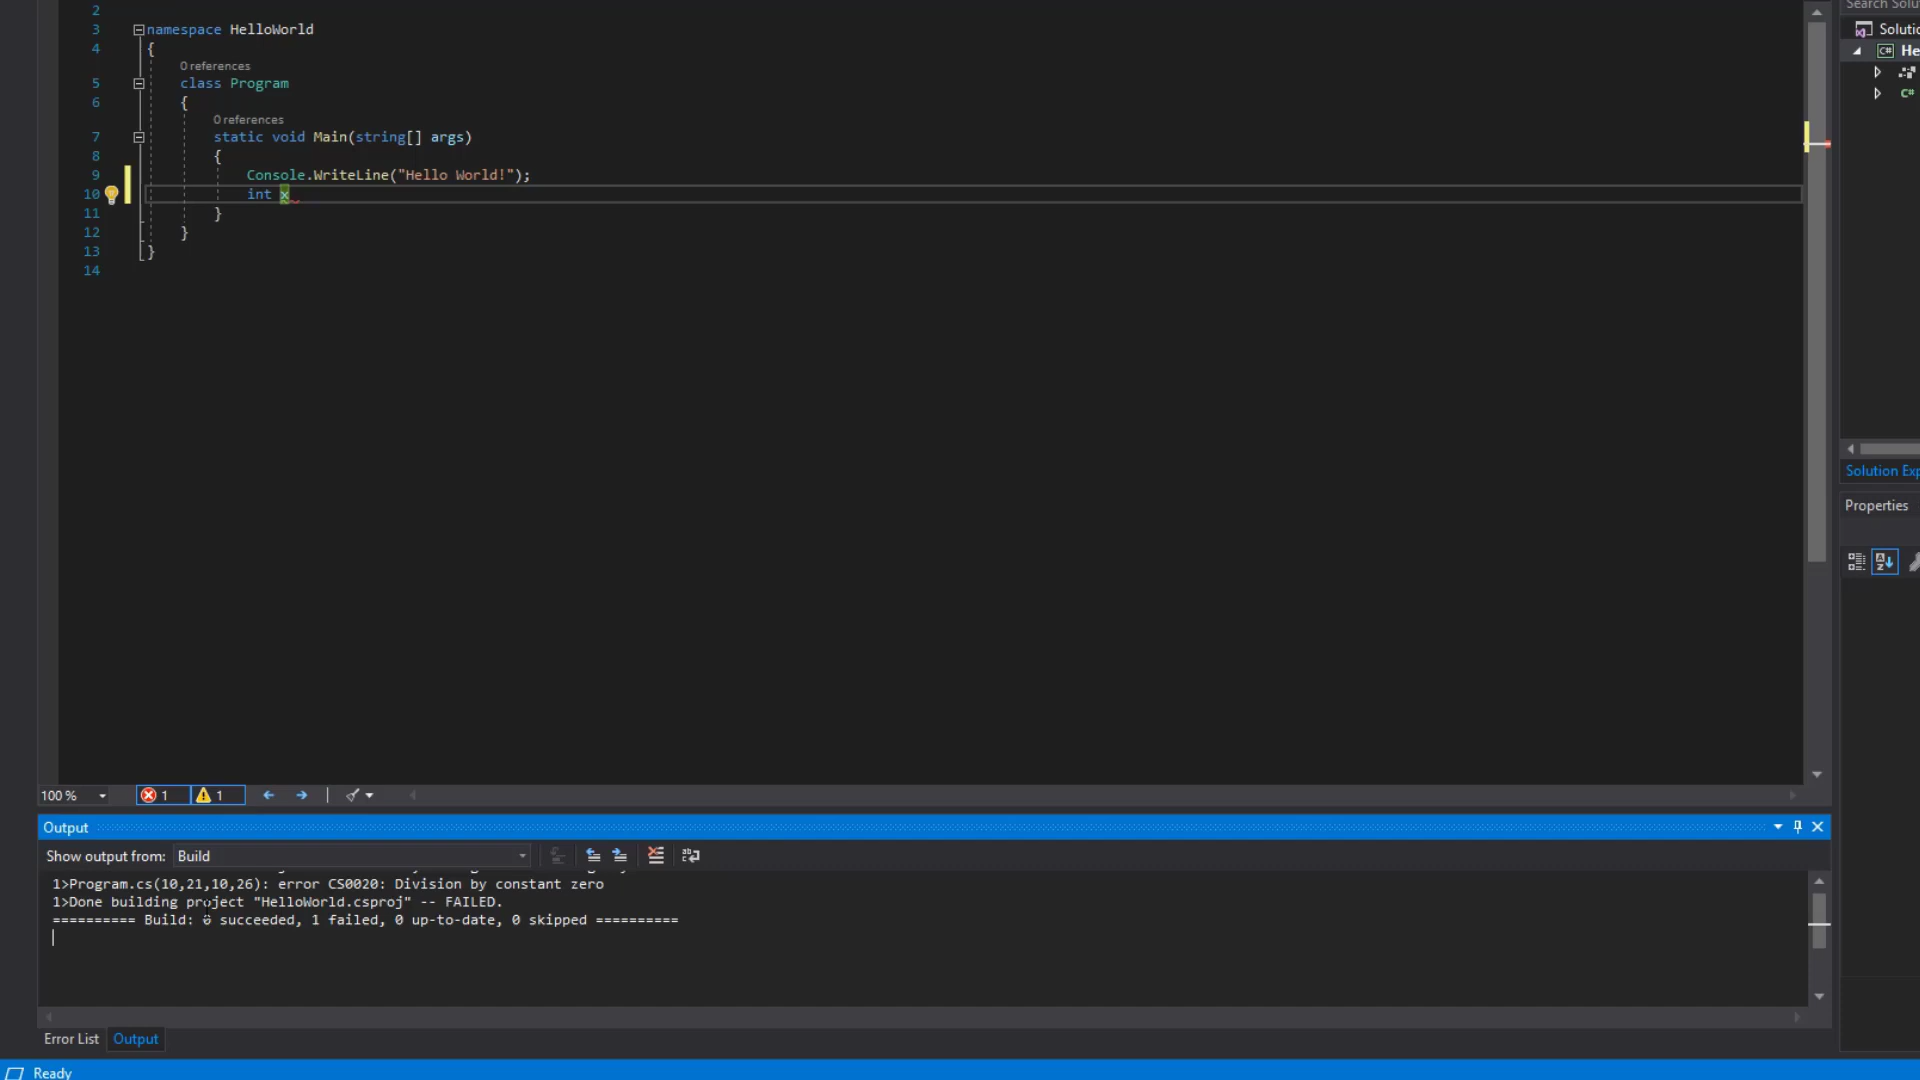 Search Solu
2
3 namespace HelloWorld
Solutio
4 {
He
0 references
5 class Program
6 {
C#
0 references
7 static void Main(string[] args)
8 {
9 Console.WriteLine("Hello World!");
10 int x
11 }
12 }
13 }
14
Solution Exp
Properties
100 % 1 1
Output
Show output from: Build
1>Program.cs(10,21,10,26): error CS0020: Division by constant zero
1>Done building project "HelloWorld.csproj" -- FAILED.
========== Build: 0 succeeded, 1 failed, 0 up-to-date, 0 skipped ==========
Error List Output
Ready